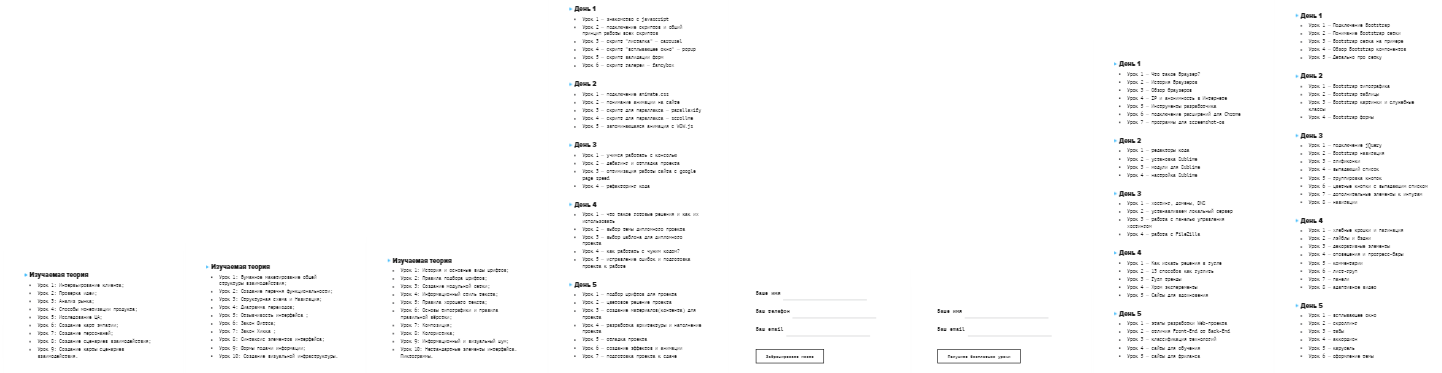 Изучаемая теория
Урок 1: Интервьирование клиента;
Урок 2: Проверка идеи;
Урок 3: Анализ рынка;
Урок 4: Способы монетизации продукта;
Урок 5: Исследование ЦА;
Урок 6: Создание карт эмпатии;
Урок 7: Создание персонажей;
Урок 8: Создание сценариев взаимодействия;
Урок 9: Создание карты сценариев
взаимодействия.
Изучаемая теория
Урок 1: Бумажное макетирование общей
структуры взаимодействия;
Урок 2: Создание перечня функциональности;
Урок 3: Структурная схема и Навигация;
Урок 4: Диаграмма переходов;
Урок 5: Отзывчивость интерфейса ;
Урок 6: Закон Фиттса;
Урок 7: Закон Хикка ;
Урок 8: Синтаксис элементов интерфейса;
Урок 9: Формы подачи информации;
Урок 10: Создание визуальной инфраструктуры.
Изучаемая теория
Урок 1: История и основные виды шрифтов;
Урок 2: Правила подбора шрифтов;
Урок 3: Создание модульной сетки;
Урок 4: Информационный стиль текстов;
Урок 5: Правила хорошего текста;
Урок 6: Основы типографики и правила
правильной вёрстки;
Урок 7: Композиция;
Урок 8: Колористика;
Урок 9: Информационный и визуальный шум;
Урок 10: Нестандартные элементы интерфейса.
Пиктограммы.
День 1
Урок 1 – знакомство с javascript
Урок 2 – подключение скриптов и общий
принцип работы всех скриптов
Урок 3 – скрипт "листалка" – carousel
Урок 4 – скрипт "всплывающее окно" – popup
Урок 5 – скрипт валидации форм
Урок 6 – скрипт галереи – fancybox
День 2
Урок 1 – подключение animate.css
Урок 2 – понимание анимации на сайте
Урок 3 – скрипт для параллакса – parallaxify
Урок 4 – скрипт для параллакса – scrollme
Урок 5 – запоминающаяся анимация с WOW.js
День 3
Урок 1 – учимся работать с консолью
Урок 2 – дебагинг и отладка проекта
Урок 3 – оптимизация работы сайта с google
page speed
Урок 4 – рефакторинг кода
День 4
Урок 1 – что такое готовые решения и как их
использовать
Урок 2 – выбор темы дипломного проекта
Урок 3 – выбор шаблона для дипломного
проекта
Урок 4 – как работать с чужим кодом?
Урок 5 – исправление ошибок и подготовка
проекта к работе
День 5
Урок 1 – подбор шрифтов для проекта
Урок 2 – цветовое решение проекта
Урок 3 – создание материалов(контента) для
проекта
Урок 4 – разработка архитектуры и наполнение
проекта
Урок 5 – отладка проекта
Урок 6 – создание эффектов и анимации
Урок 7 – подготовка проекта к сдаче
Ваше имя
Ваш телефон
Ваш email
Забронировать место
Ваше имя
Ваш email
Получить бесплатные уроки
День 1
Урок 1 – Что такое браузер?
Урок 2 – История браузеров
Урок 3 – Обзор браузеров
Урок 4 – IP и анонимность в Интернете
Урок 5 – Инструменты разработчика
Урок 6 – подключение расширений для Chrome
Урок 7 – программы для screenshot-ов
День 2
Урок 1 – редакторы кода
Урок 2 – установка Sublime
Урок 3 – модули для Sublime
Урок 4 – настройка Sublime
День 3
Урок 1 – хостинг, домены, DNS
Урок 2 – устанавливаем локальный сервер
Урок 3 – работа с панелью управления
хостингом
Урок 4 – работа с FileZilla
День 4
Урок 1 – Как искать решения в гугле
Урок 2 – 13 способов как гуглить
Урок 3 – Гугл тренды
Урок 4 – Хром эксперементы
Урок 5 – Сайты для вдохновения
День 5
Урок 1 – этапы разработки Web-проекта
Урок 2 – отличия Front-End от Back-End
Урок 3 – классификация технологий
Урок 4 – сайты для обучения
Урок 5 – сайты для фриланса
День 1
Урок 1 – Подключение Bootstrap
Урок 2 – Понимание Bootstrap сетки
Урок 3 – Bootstrap сетка на примере
Урок 4 – Обзор Bootstrap компонентов
Урок 5 – Детально про сетку
День 2
Урок 1 – Bootstrap типографика
Урок 2 – Bootstrap таблицы
Урок 3 – Bootstrap картинки и служебные
классы
Урок 4 – Bootstrap формы
День 3
Урок 1 – подключение jQuery
Урок 2 – Bootstrap навигация
Урок 3 – глификонки
Урок 4 – выпадающий список
Урок 5 – группировка кнопок
Урок 6 – цветные кнопки с выпадающим списком
Урок 7 – дополнительные элементы к инпутам
Урок 8 – навигации
День 4
Урок 1 – хлебные крошки и пагинация
Урок 2 – лэйблы и баджи
Урок 3 – декоративные элементы
Урок 4 – оповещения и прогресс-бары
Урок 5 – комментарии
Урок 6 – лист-груп
Урок 7 – панели
Урок 8 – адаптивное видео
День 5
Урок 1 – всплывающее окно
Урок 2 – скроллинг
Урок 3 – табы
Урок 4 – аккордион
Урок 5 – карусель
Урок 6 – оформление темы